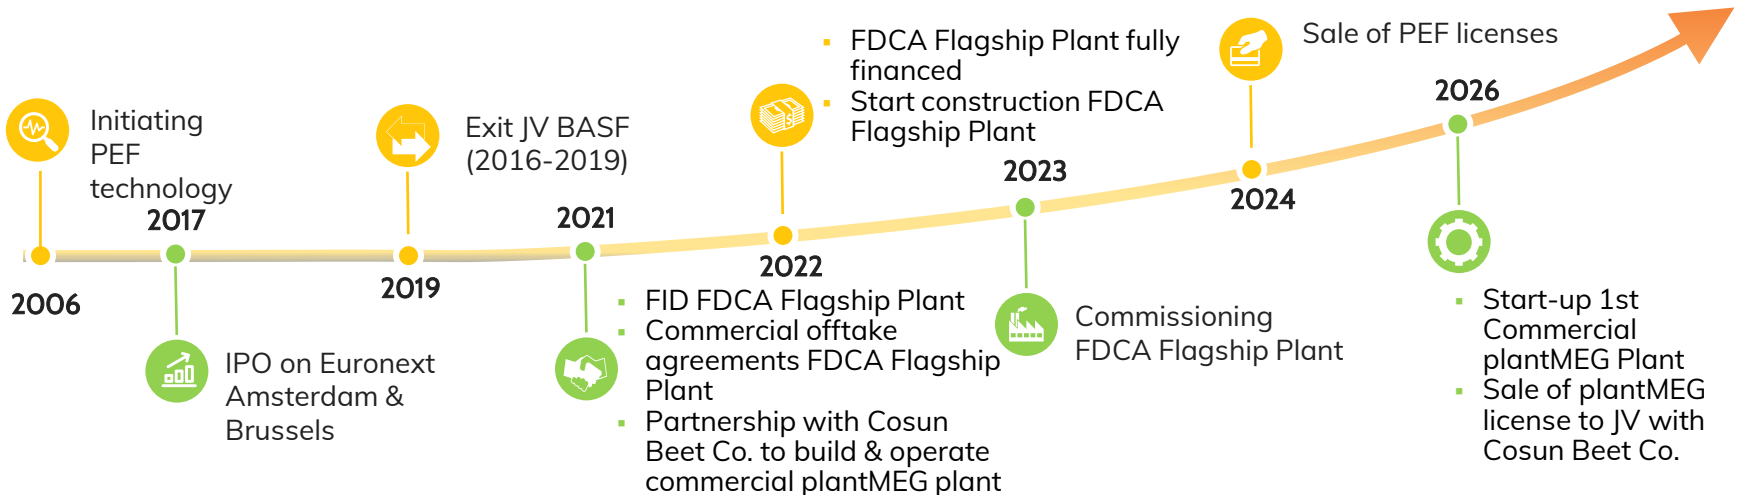 Initiating
PEF
technology
2006
2017
IPO on Euronext
Amsterdam &
Brussels
Exit JV BASF
(2016-2019)
2019
2021
▪ FID FDCA Flagship Plant
▪ Commercial offtake
agreements FDCA Flagship
Plant
▪ Partnership with Cosun
Beet Co. to build & operate
commercial plantMEG plant
▪ FDCA Flagship Plant fully
financed
▪ Start construction FDCA
Flagship Plant
2022
2023
Commissioning
FDCA Flagship Plant
Sale of PEF licenses
2024
2026
▪ Start-up 1st
Commercial
plantMEG Plant
▪ Sale of plantMEG
license to JV with
Cosun Beet Co.